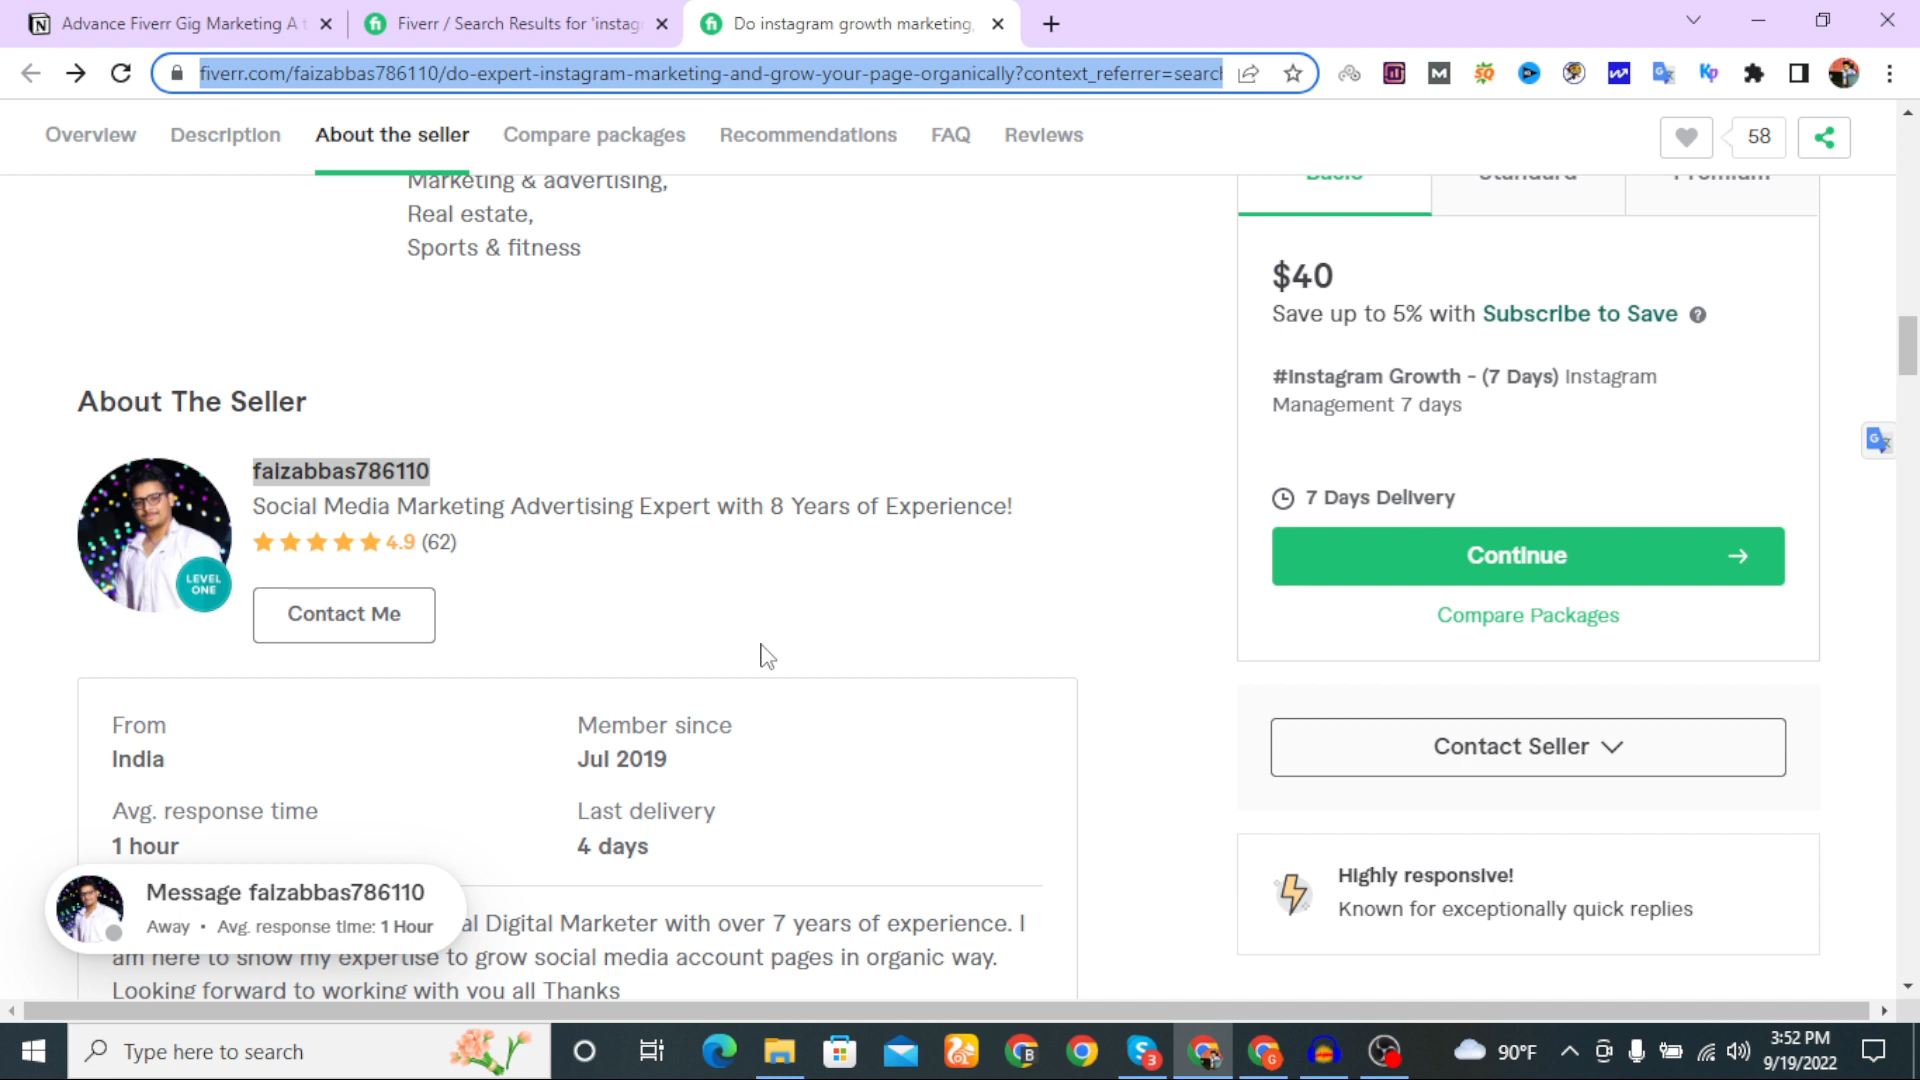 Advance Fiverr Gig Marketing A t
Fiverr / Search Results for 'instag
Do instagram growth marketing,
fiverr.com/faizabbas786110/do-expert-instagram-marketing-and-grow-your-page-organically?context_referrer=search
Overview
Description
About the seller
Compare packages
Recommendations
FAQ
Reviews
58
Marketing & advertising,
Real estate,
Sports & fitness
Basic
Standard
Premium
$40
Save up to 5% with Subscribe to Save
#Instagram Growth - (7 Days) Instagram
Management 7 days
7 Days Delivery
Continue
Compare Packages
Contact Seller
Highly responsive!
Known for exceptionally quick replies
About The Seller
faizabbas786110
Social Media Marketing Advertising Expert with 8 Years of Experience!
4.9 (62)
LEVEL
ONE
Contact Me
From
India
Member since
Jul 2019
Avg. response time
1 hour
Last delivery
4 days
Message faizabbas786110
Away • Avg. response time: 1 Hour
al Digital Marketer with over 7 years of experience. I
am here to show my expertise to grow social media account pages in organic way.
Looking forward to working with you all Thanks
Type here to search
90°F
3:52 PM
9/19/2022